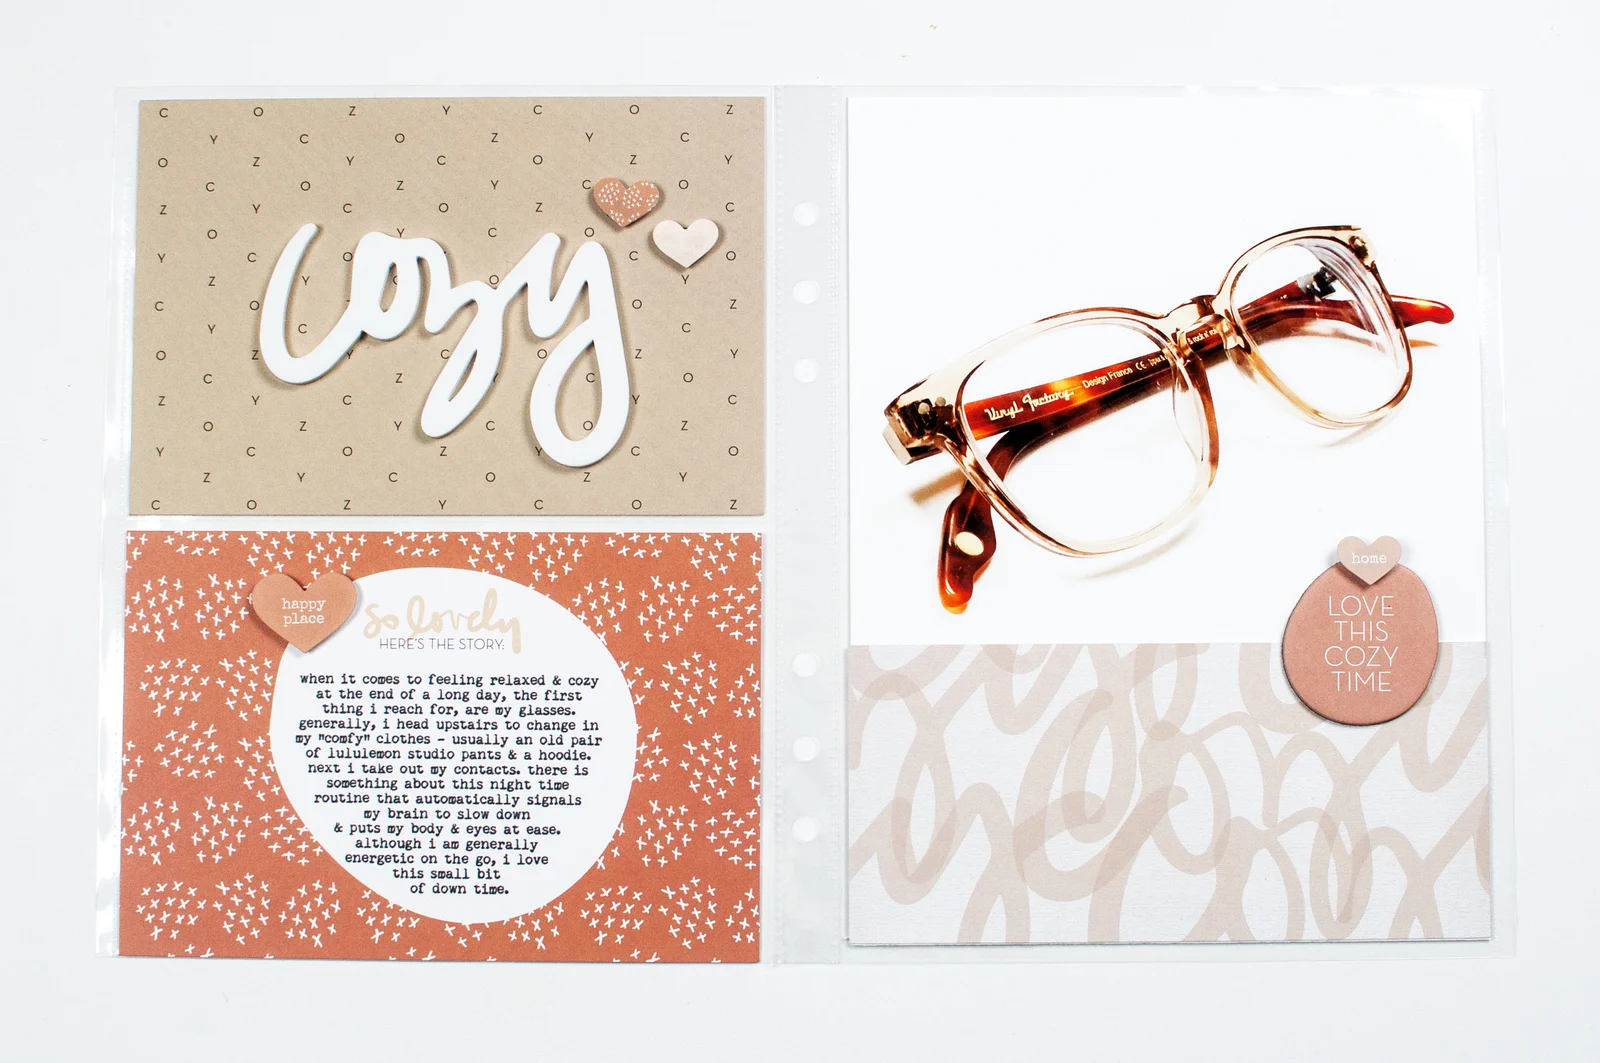 C O Z Y C O Z
Y C O Z Y C
O Z Y C O Z Y
C O Z Y C O
Z Y C O Z C
cozy
O Z Y C O Z Y
C O Z Y O
Z Y C Y C
O Z Y C Z
Y C O Z Y C O
Z Y C O Z Y
C O Z Y C O Z
happy
place
so lovely
HERE'S THE STORY:
when it comes to feeling relaxed & cozy
at the end of a long day, the first
thing i reach for, are my glasses.
generally, i head upstairs to change in
my "comfy" clothes - usually an old pair
of lululemon studio pants & a hoodie.
next i take out my contacts. there is
something about this night time
routine that automatically signals
my brain to slow down
& puts my body & eyes at ease.
although i am generally
energetic on the go, i love
this small bit
of down time.
Vinyl Factory Design France CE
home
LOVE
THIS
COZY
TIME